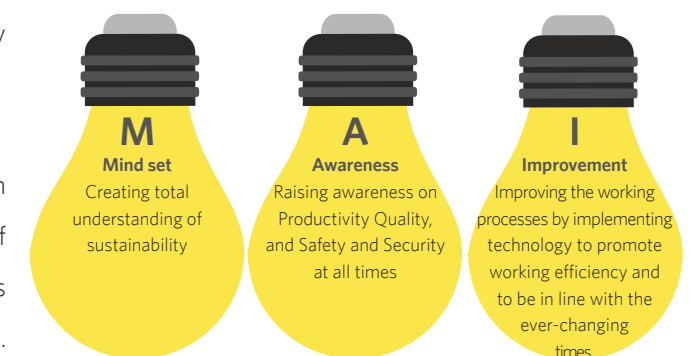 M
Mind set
Creating total
understanding of
sustainability
A
Awareness
Raising awareness on
Productivity Quality,
and Safety and Security
at all times
I
Improvement
Improving the working
processes by implementing
technology to promote
working efficiency and
to be in line with the
ever-changing
times